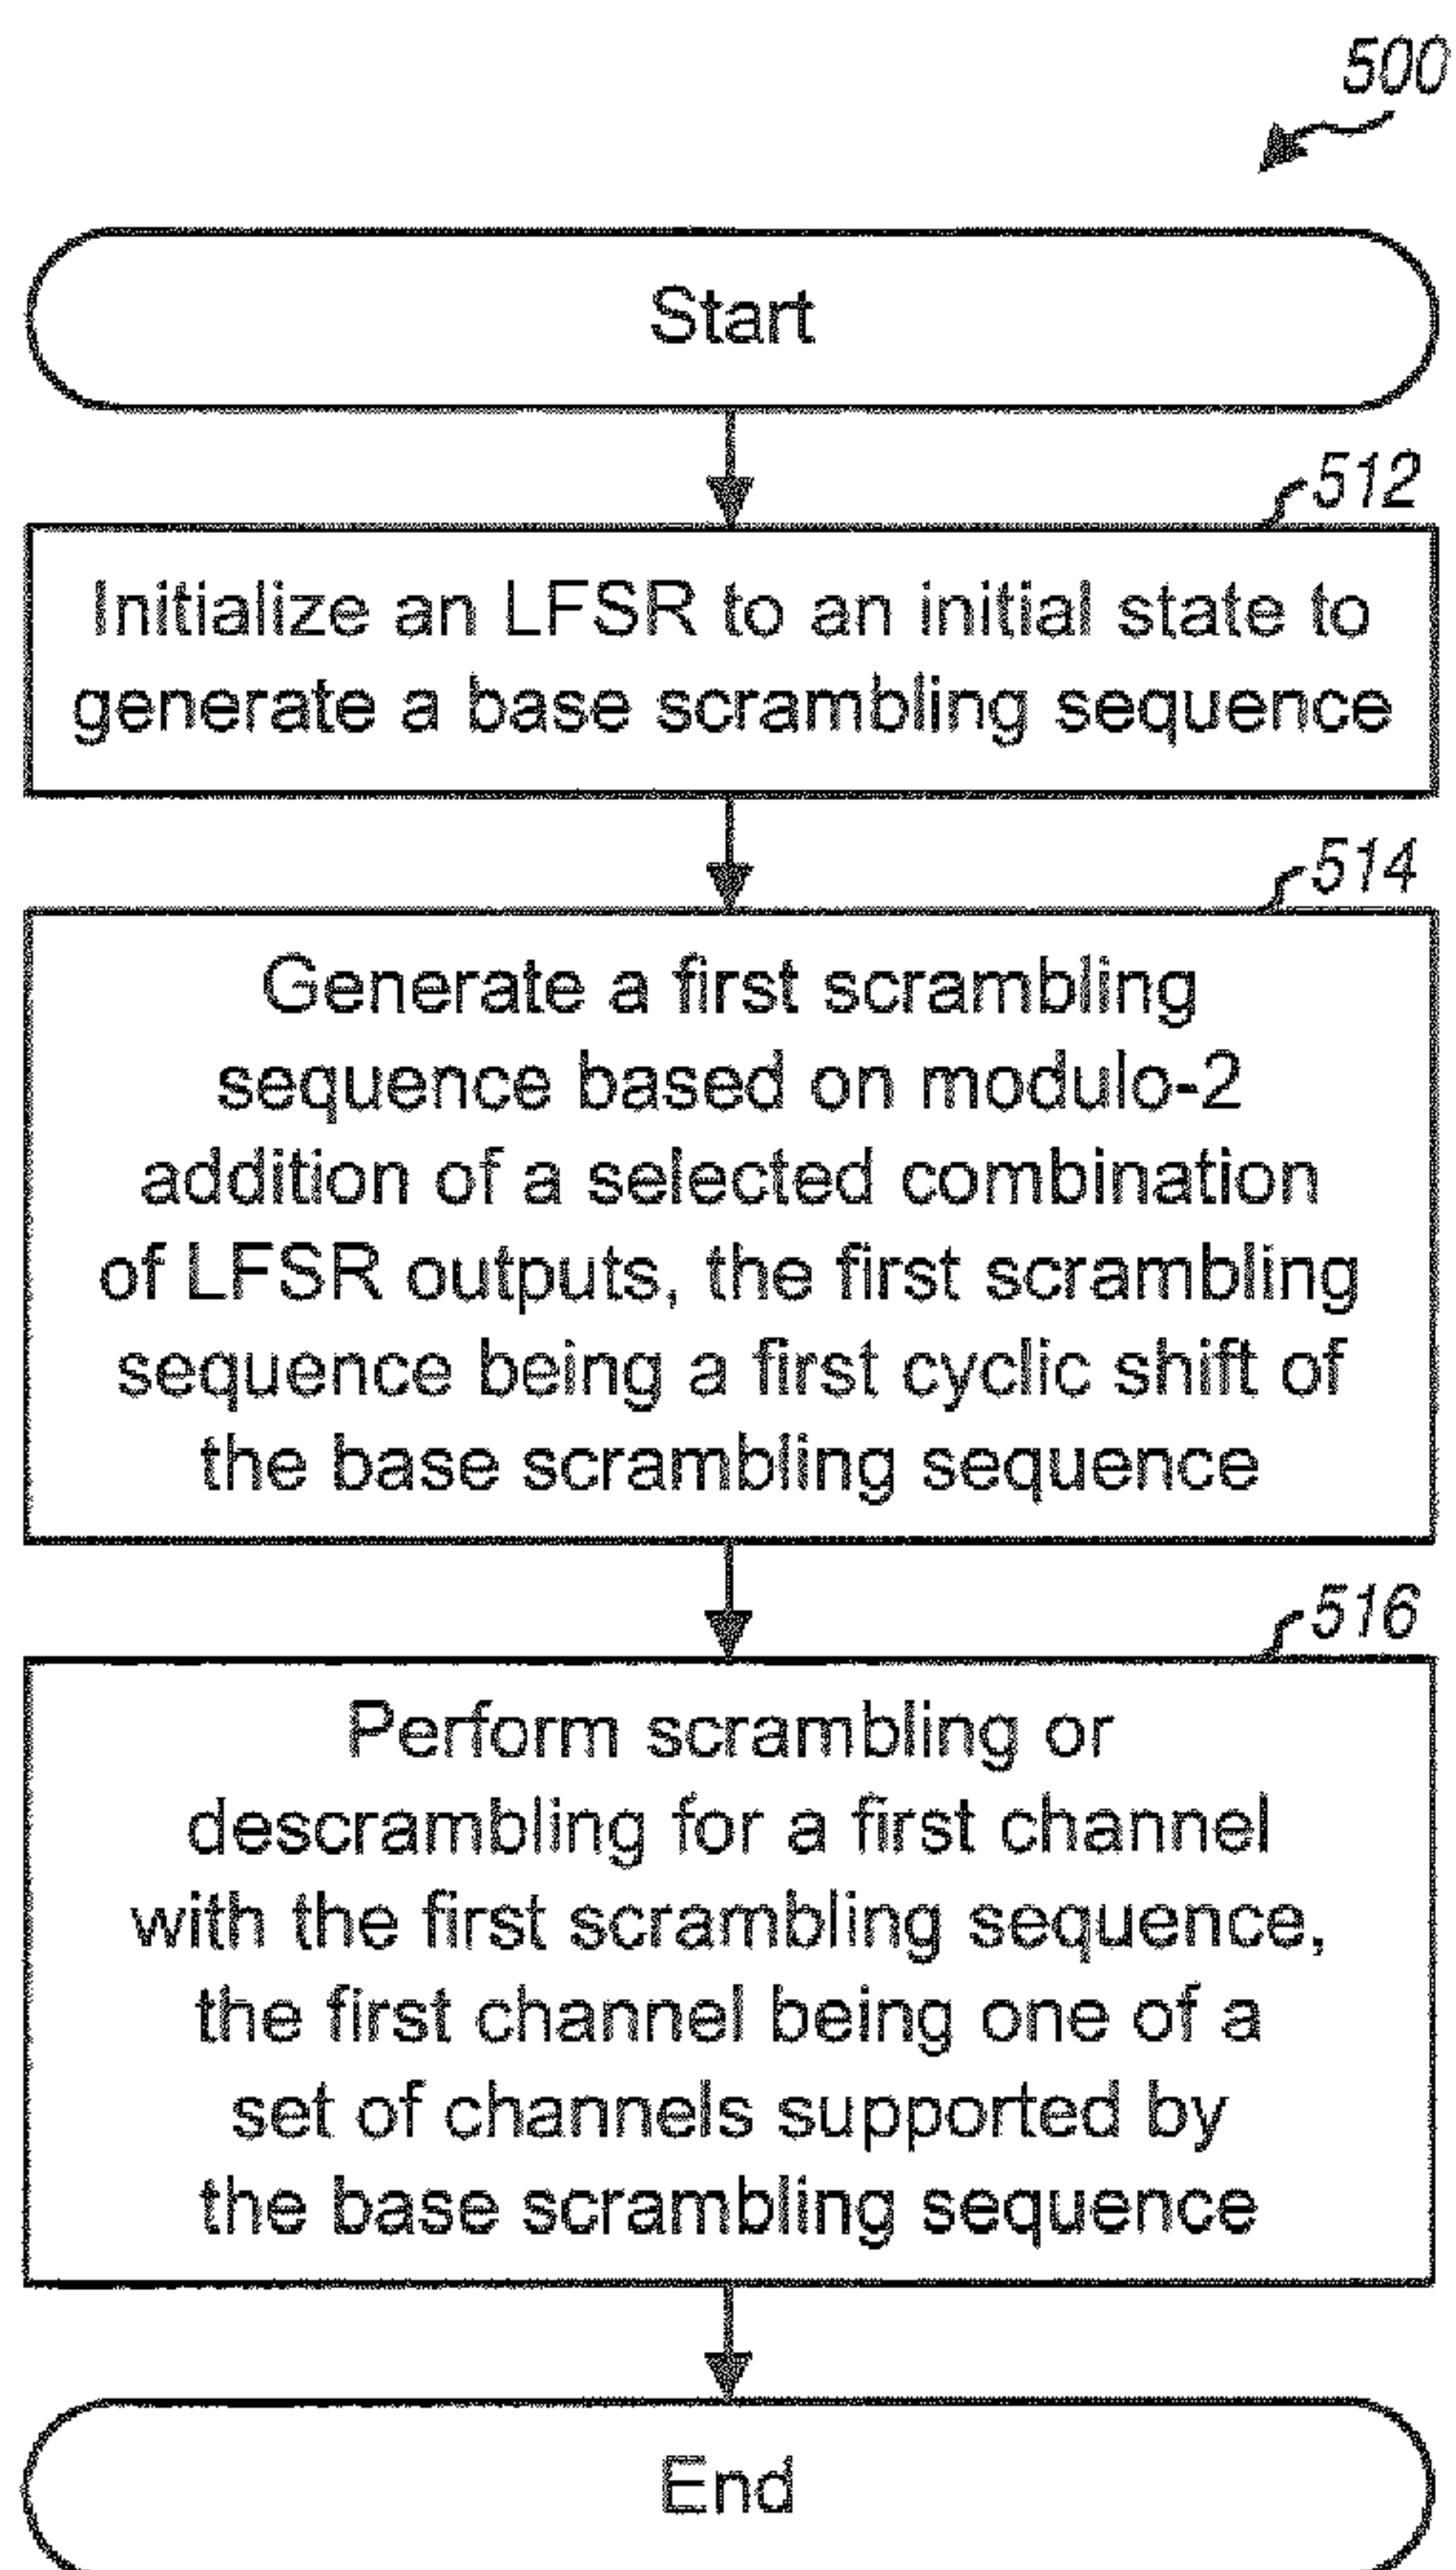 500
Start
512
Initialize an LFSR to an initial state to
generate a base scrambling sequence
514
Generate a first scrambling
sequence based on modulo-2
addition of a selected combination
of LFSR outputs, the first scrambling
sequence being a first cyclic shift of
the base scrambling sequence
516
Perform scrambling or
descrambling for a first channel
with the first scrambling sequence,
the first channel being one of a
set of channels supported by
the base scrambling sequence
End